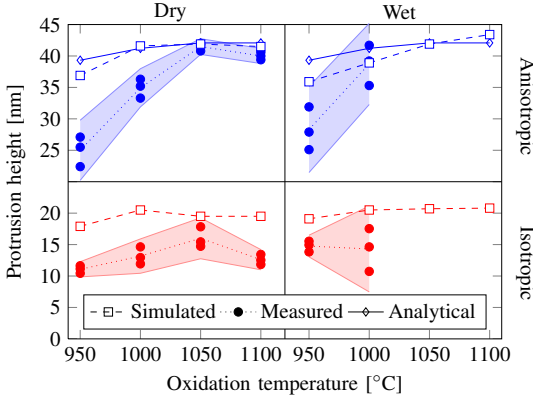 Dry Wet
45
40
35
30
25
20
15
10
5
0
Protrusion height [nm]
Anisotropic
Isotropic
Simulated Measured Analytical
950 1000 1050 1100 950 1000 1050 1100
Oxidation temperature [°C]